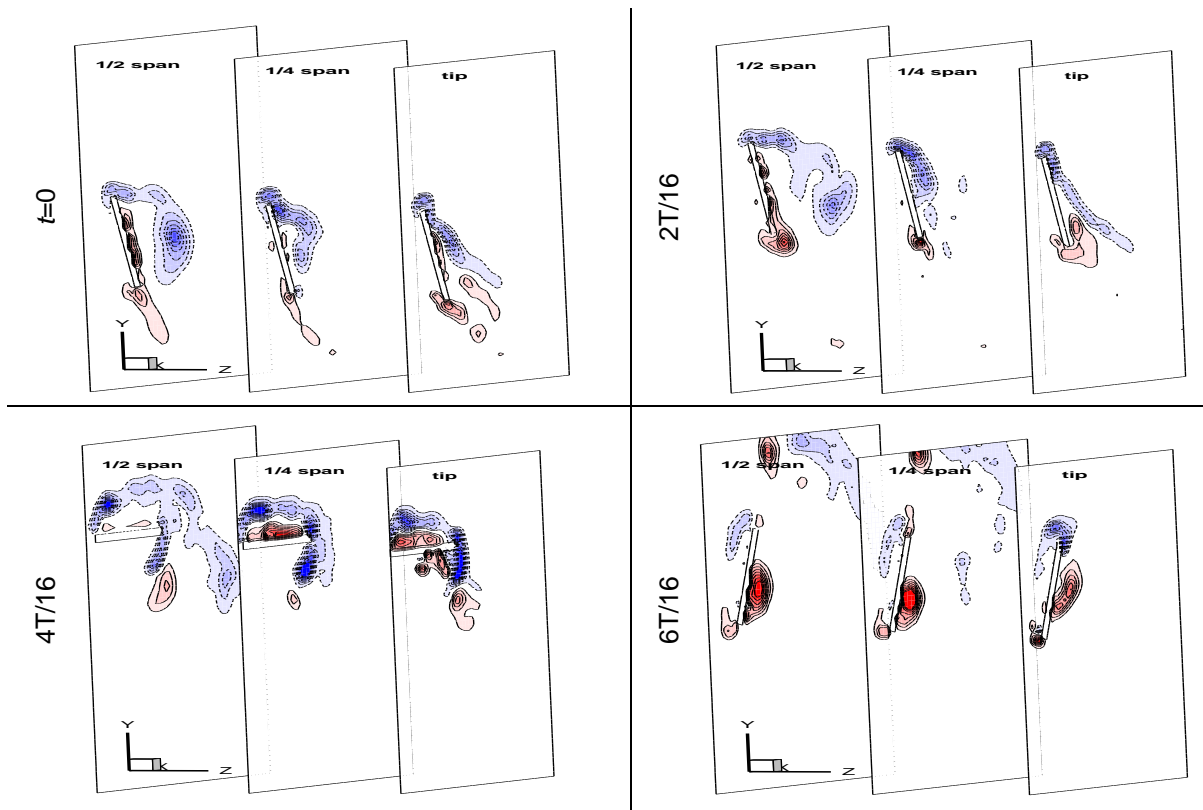 t=0
1/2 span
1/4 span
tip
Y
Z
2T/16
1/2 span
1/4 span
tip
Y
Z
4T/16
1/2 span
1/4 span
tip
Y
Z
6T/16
1/2 span
1/4 span
tip
Y
Z